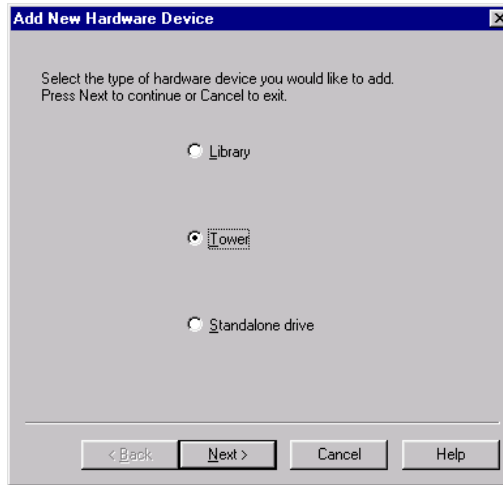 Add New Hardware Device
Select the type of hardware device you would like to add.
Press Next to continue or Cancel to exit.
Library
Tower
Standalone drive
< Back Next > Cancel Help